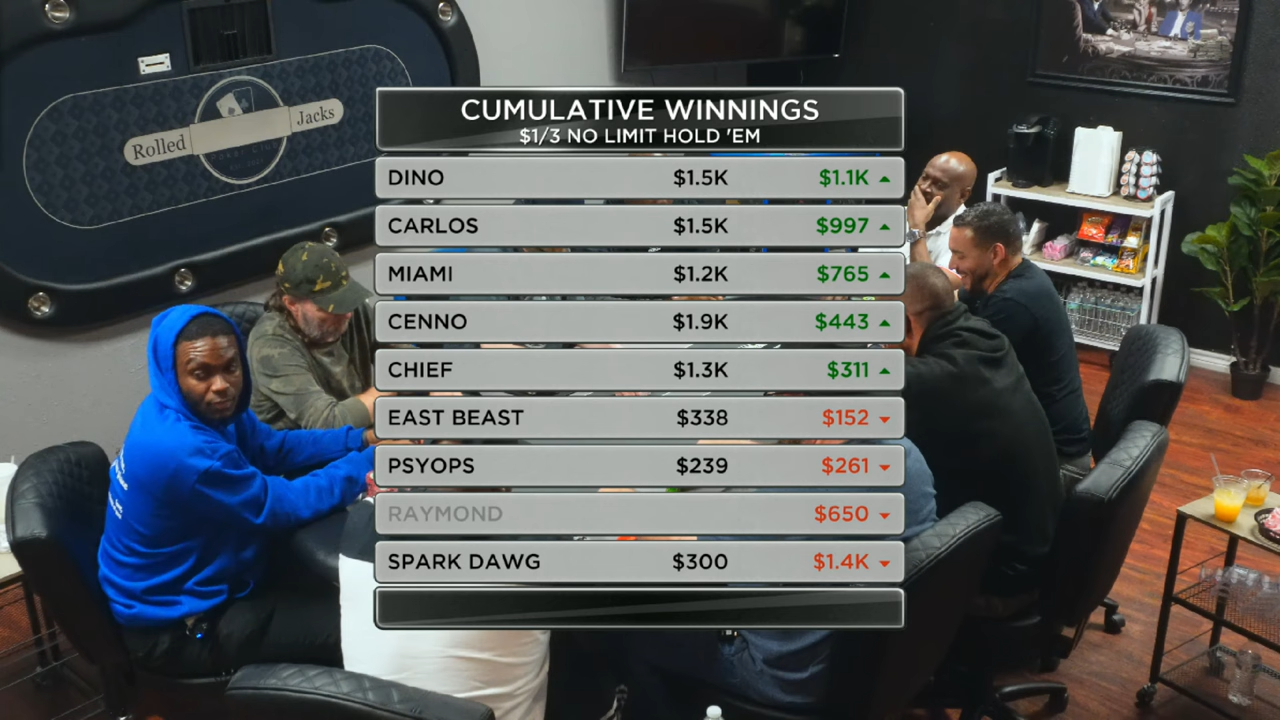 Rolled Jacks
CUMULATIVE WINNINGS
$1/3 NO LIMIT HOLD 'EM
DINO $1.5K $1.1K
CARLOS $1.5K $997
MIAMI $1.2K $765
CENNO $1.9K $443
CHIEF $1.3K $311
EAST BEAST $338 $152
PSYOPS $239 $261
RAYMOND $650
SPARK DAWG $300 $1.4K